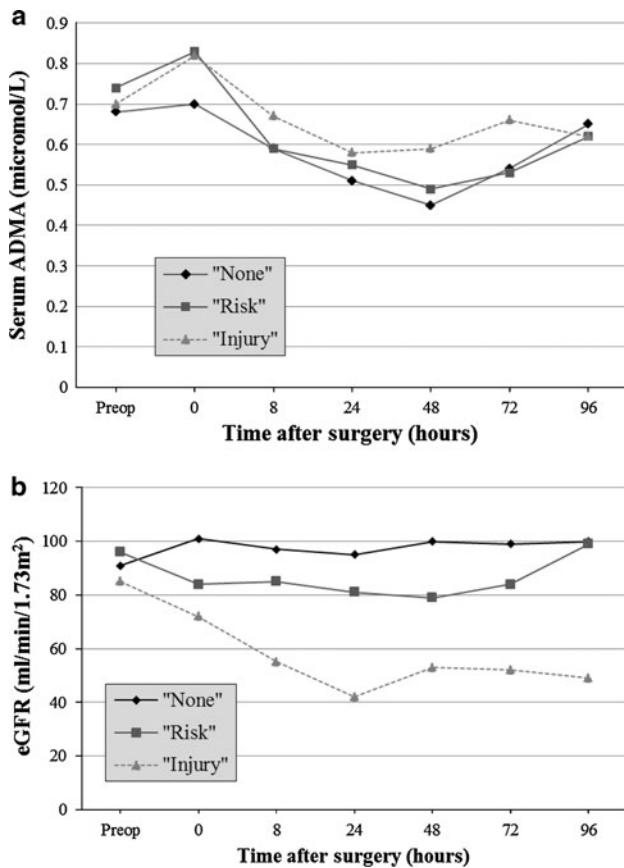 a
Serum ADMA (micromol/L)
0.9
0.8
0.7
0.6
0.5
0.4
0.3
0.2
0.1
0
"None"
"Risk"
"Injury"
Preop 0 8 24 48 72 96
Time after surgery (hours)
b
eGFR (ml/min/1.73m²)
120
100
80
60
40
20
0
"None"
"Risk"
"Injury"
Preop 0 8 24 48 72 96
Time after surgery (hours)